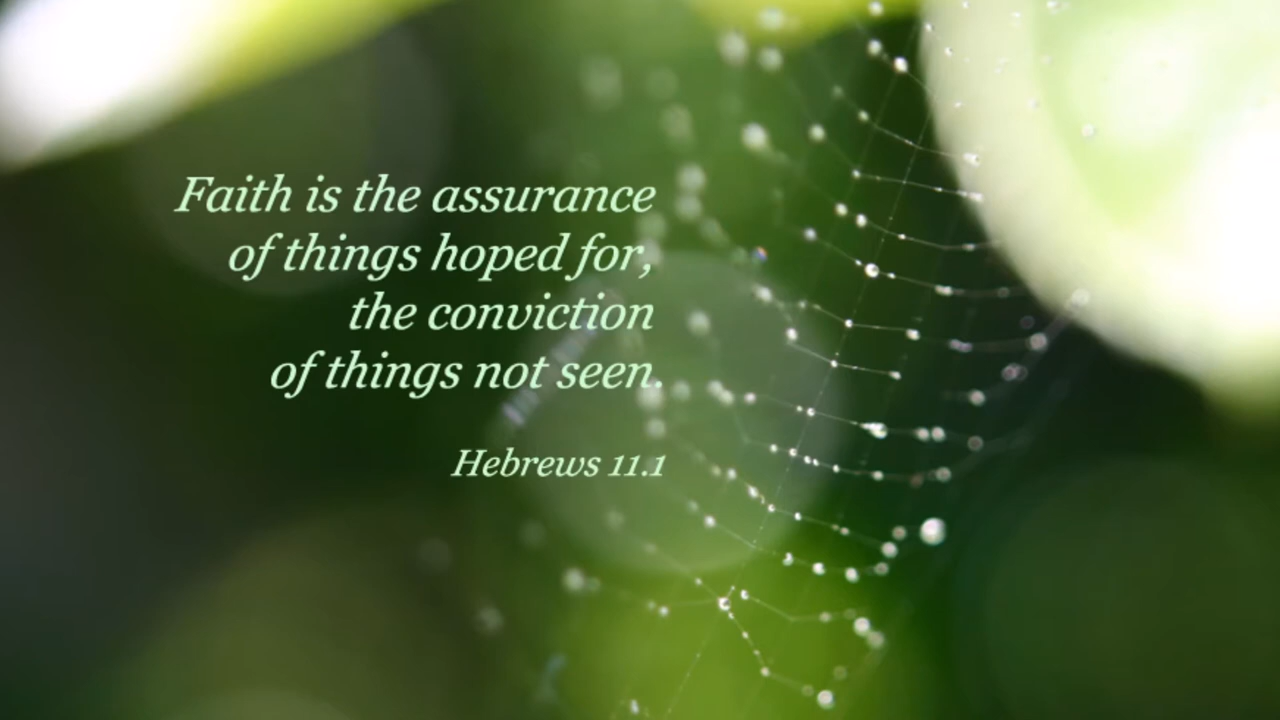 Faith is the assurance
of things hoped for,
the conviction
of things not seen.
Hebrews 11.1